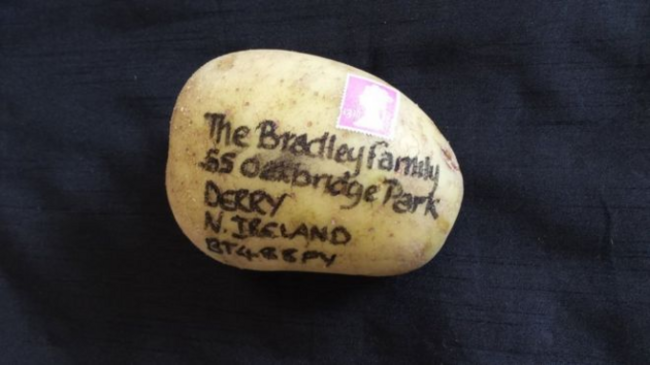 The Bradley Family
55 Oakbridge Park
DERRY
N. IRELAND
BT48 8PY